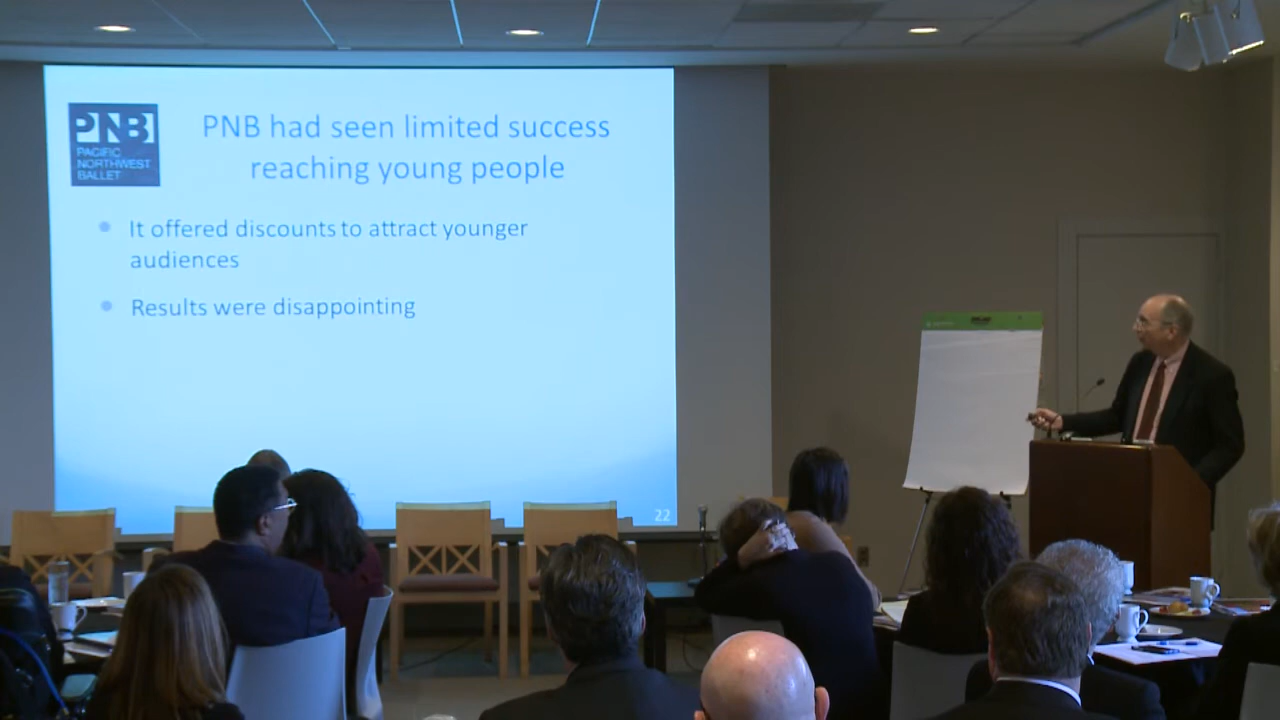 PNB
PACIFIC
NORTHWEST
BALLET
PNB had seen limited success
reaching young people
It offered discounts to attract younger
audiences
Results were disappointing
22